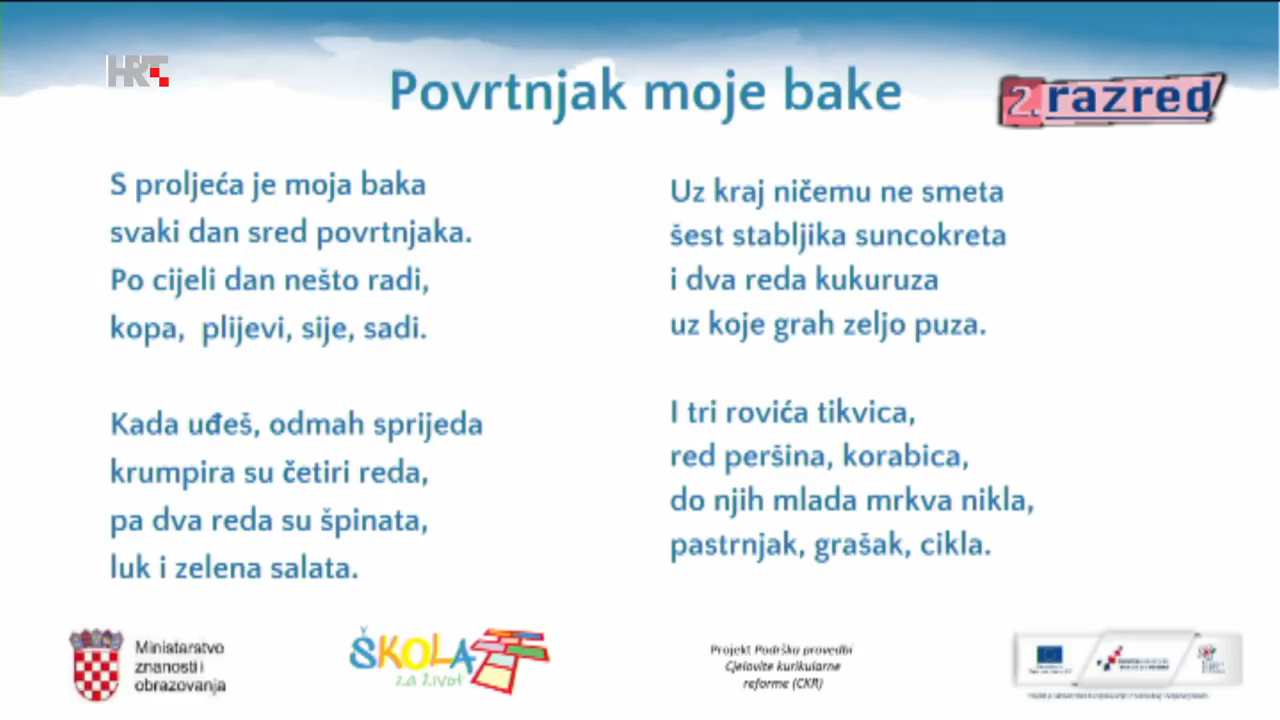 HRT
Povrtnjak moje bake
2. razred
S proljeća je moja baka
svaki dan sred povrtnjaka.
Po cijeli dan nešto radi,
kopa, plijevi, sije, sadi.
Kada uđeš, odmah sprijeda
krumpira su četiri reda,
pa dva reda su špinata,
luk i zelena salata.
Uz kraj ničemu ne smeta
šest stabljika suncokreta
i dva reda kukuruza
uz koje grah zeljo puza.
I tri rovića tikvica,
red peršina, korabica,
do njih mlada mrkva nikla,
pastrnjak, grašak, cikla.
Ministarstvo
znanosti i
obrazovanja
ŠKOLA
za život
Projekt Podršku provedbi
Cjelovite kurikularne
reforme (CKR)